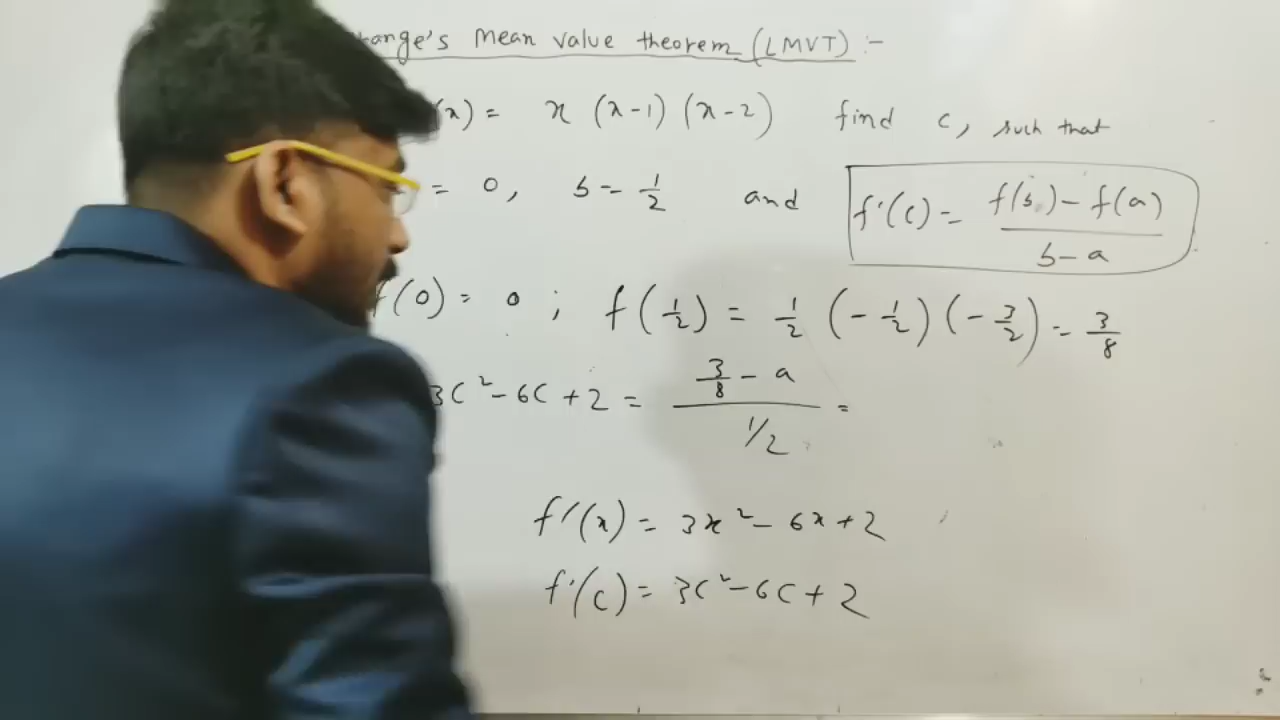 Mean value theorem (LMVT) :-
(x) = x (x-1) (x-2) find c, such that
= 0, b = 1/2 and f'(c) = f(b) - f(a) / b - a
f(0) = 0 ; f(1/2) = 1/2 (-1/2) (-3/2) = 3/8
3c² - 6c + 2 = 3/8 - a / 1/2 =
f'(x) = 3x² - 6x + 2
f'(c) = 3c² - 6c + 2